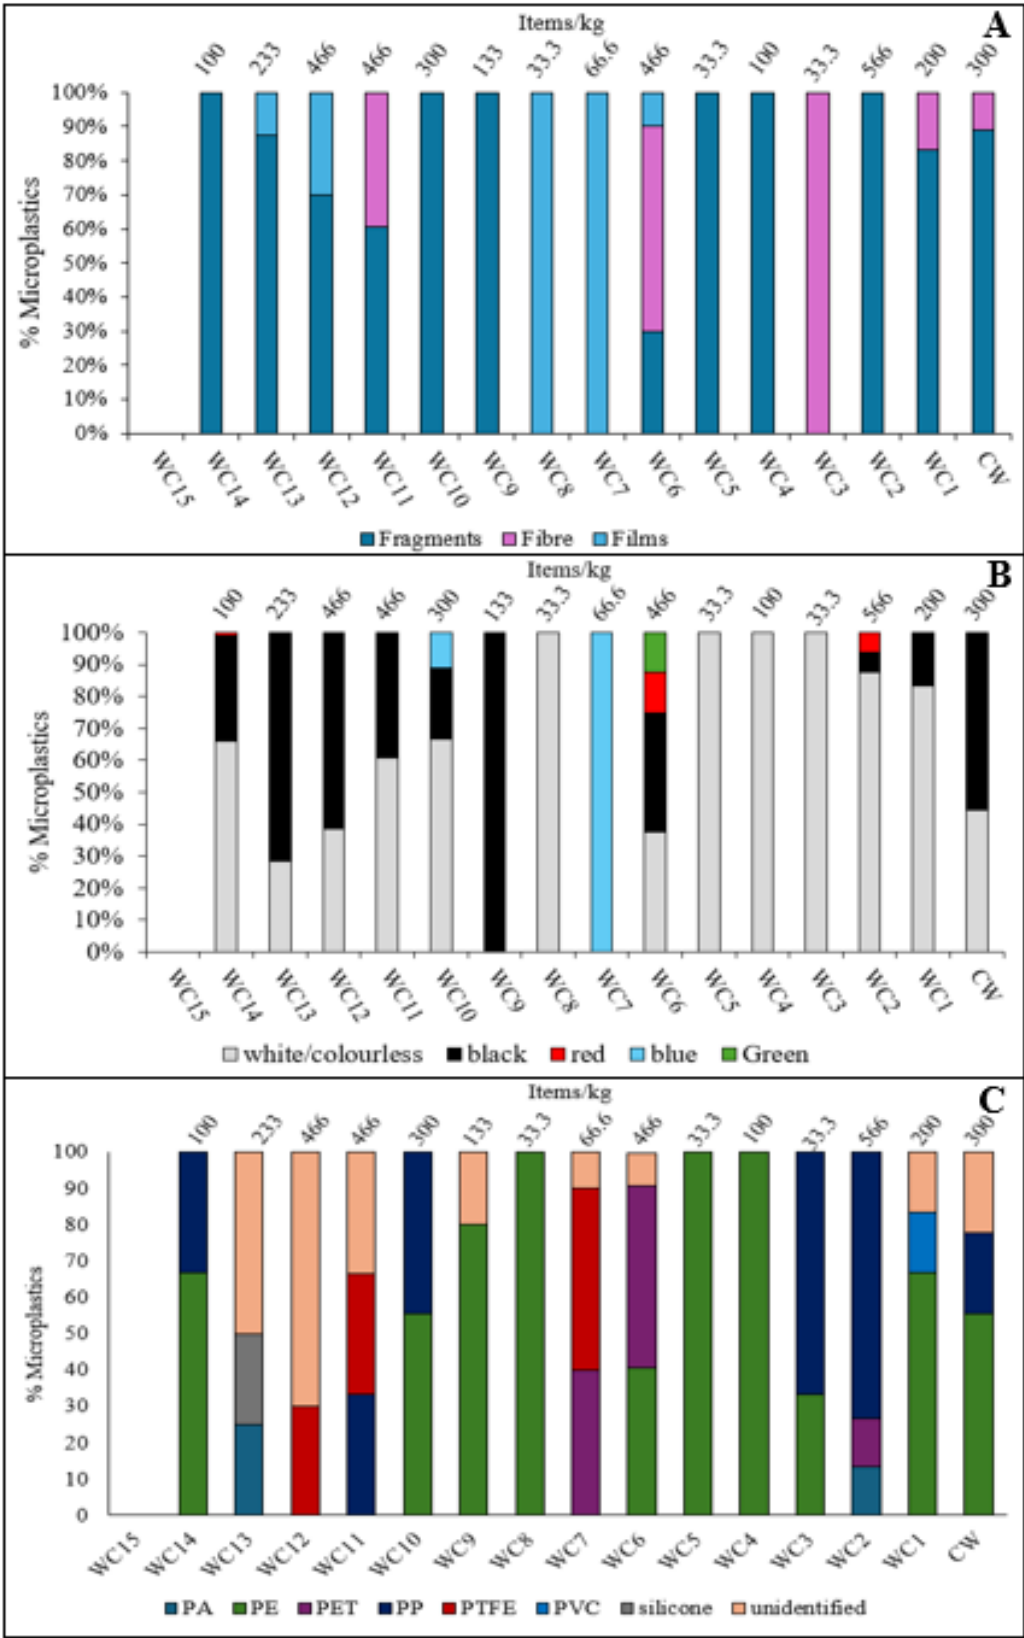 Items/kg
A
100 233 466 466 300 133 33.3 66.6 466 33.3 100 33.3 566 200 300
100%
90%
80%
70%
60%
50%
40%
30%
20%
10%
0%
% Microplastics
WC15 WC14 WC13 WC12 WC11 WC10 WC9 WC8 WC7 WC6 WC5 WC4 WC3 WC2 WC1 CW
Fragments Fibre Films
Items/kg
B
100 233 466 466 300 133 33.3 66.6 466 33.3 100 33.3 566 200 300
100%
90%
80%
70%
60%
50%
40%
30%
20%
10%
0%
% Microplastics
WC15 WC14 WC13 WC12 WC11 WC10 WC9 WC8 WC7 WC6 WC5 WC4 WC3 WC2 WC1 CW
white/colourless black red blue Green
Items/kg
C
100 233 466 466 300 133 33.3 66.6 466 33.3 100 33.3 566 200 300
100
90
80
70
60
50
40
30
20
10
0
% Microplastics
WC15 WC14 WC13 WC12 WC11 WC10 WC9 WC8 WC7 WC6 WC5 WC4 WC3 WC2 WC1 CW
PA PE PET PP PTFE PVC silicone unidentified